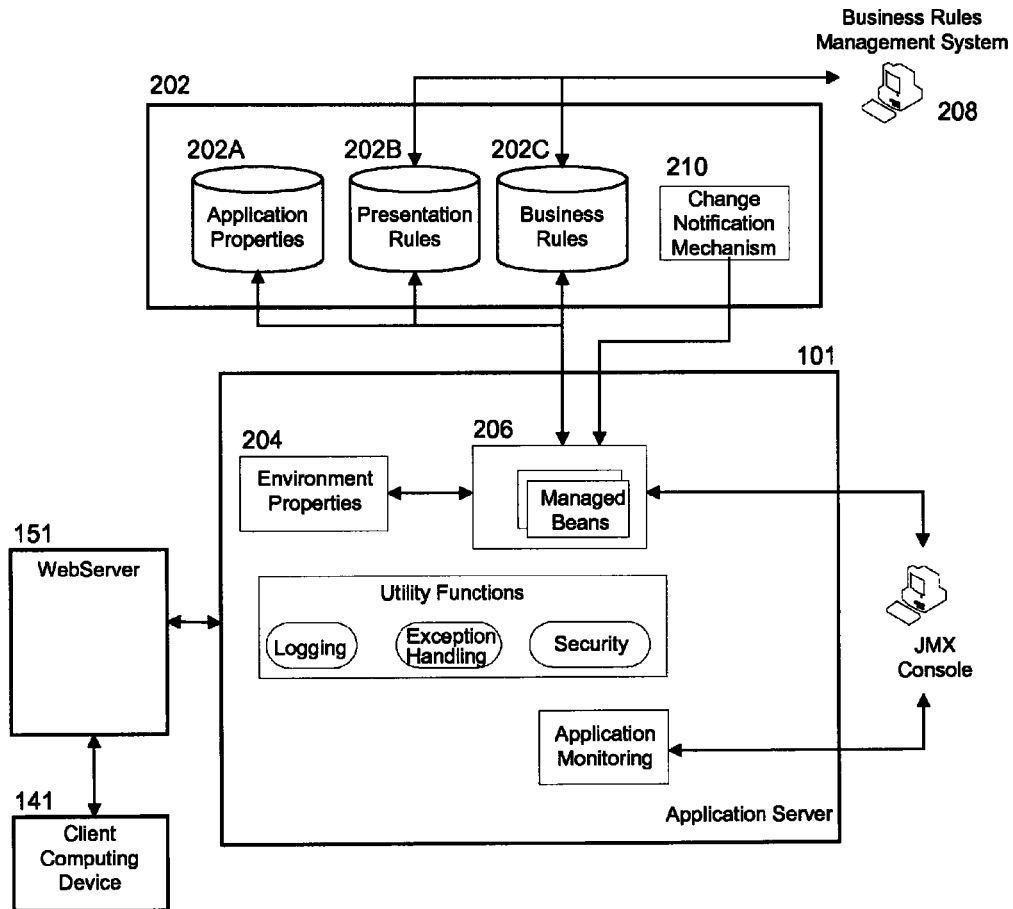 Business Rules
Management System
208
202
202A
202B
202C
210
Application
Properties
Presentation
Rules
Business
Rules
Change
Notification
Mechanism
101
204
206
Environment
Properties
Managed
Beans
151
WebServer
Utility Functions
Logging
Exception
Handling
Security
JMX
Console
Application
Monitoring
Application Server
141
Client
Computing
Device